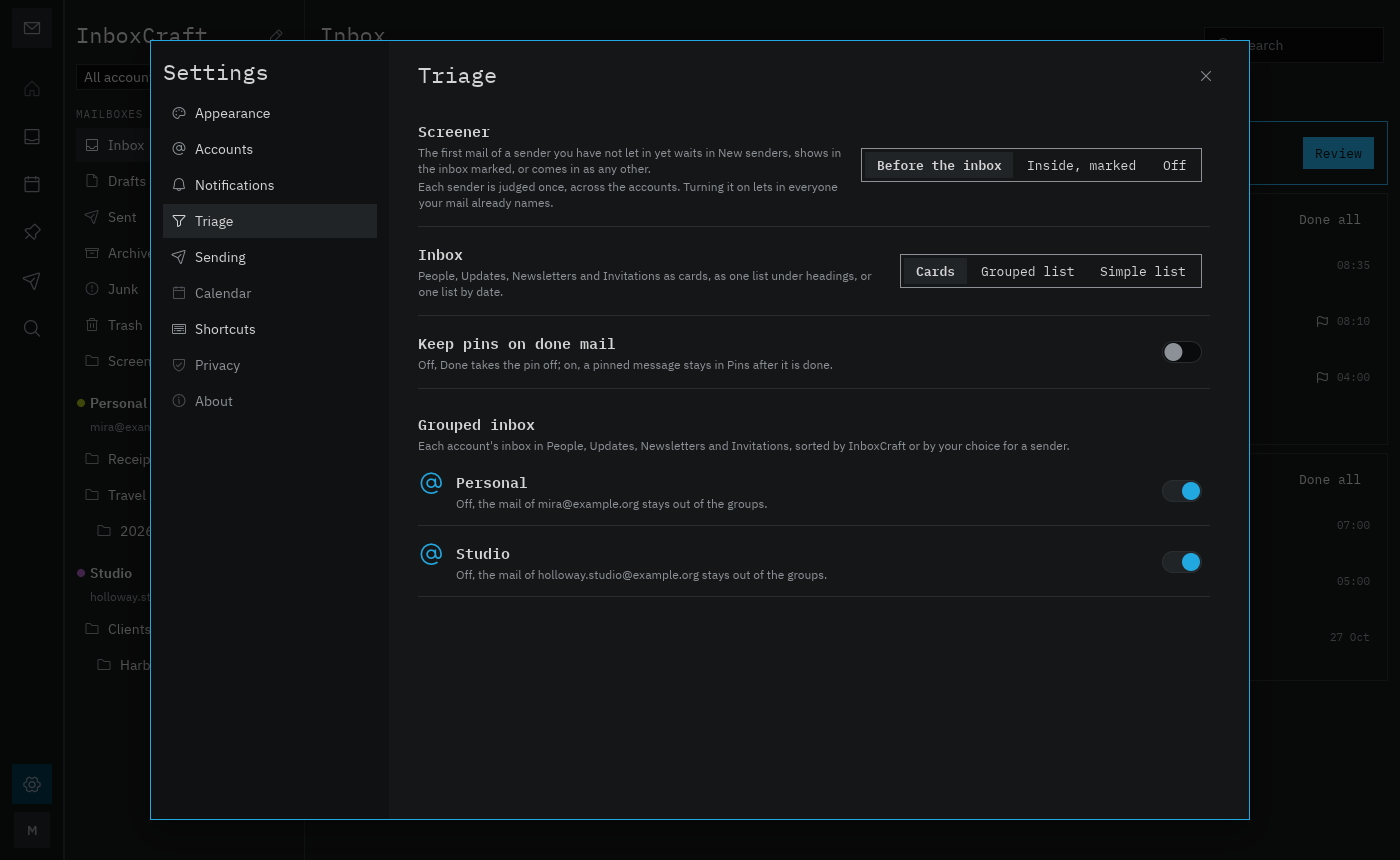 InboxCraft
All accoun
MAILBOXES
Inbox
Drafts
Sent
Archive
Junk
Trash
Screen
Personal
mira@exam
Receip
Travel
2026
Studio
holloway.st
Clients
Harb
M
Inbox
earch
Review
Done all
08:35
08:10
04:00
Done all
07:00
05:00
27 Oct
Settings
Appearance
Accounts
Notifications
Triage
Sending
Calendar
Shortcuts
Privacy
About
Triage
Screener
The first mail of a sender you have not let in yet waits in New senders, shows in
the inbox marked, or comes in as any other.
Each sender is judged once, across the accounts. Turning it on lets in everyone
your mail already names.
Before the inbox Inside, marked Off
Inbox
People, Updates, Newsletters and Invitations as cards, as one list under headings, or
one list by date.
Cards Grouped list Simple list
Keep pins on done mail
Off, Done takes the pin off; on, a pinned message stays in Pins after it is done.
Grouped inbox
Each account's inbox in People, Updates, Newsletters and Invitations, sorted by InboxCraft or by your choice for a sender.
Personal
Off, the mail of mira@example.org stays out of the groups.
Studio
Off, the mail of holloway.studio@example.org stays out of the groups.